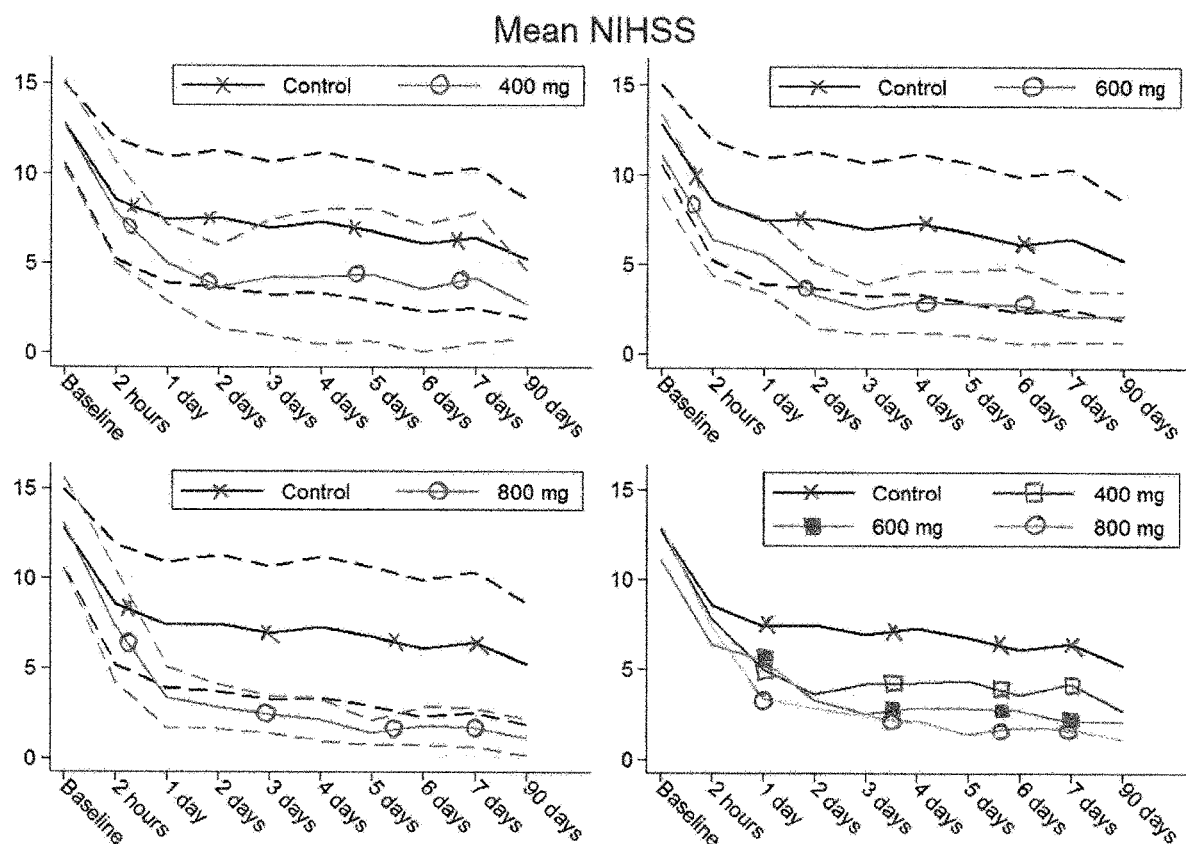 Mean NIHSS
Control 400 mg
15
10
5
0
Baseline
2 hours
1 day
2 days
3 days
4 days
5 days
6 days
7 days
90 days
Control 600 mg
15
10
5
0
Baseline
2 hours
1 day
2 days
3 days
4 days
5 days
6 days
7 days
90 days
Control 800 mg
15
10
5
0
Baseline
2 hours
1 day
2 days
3 days
4 days
5 days
6 days
7 days
90 days
Control 400 mg
600 mg 800 mg
15
10
5
0
Baseline
2 hours
1 day
2 days
3 days
4 days
5 days
6 days
7 days
90 days